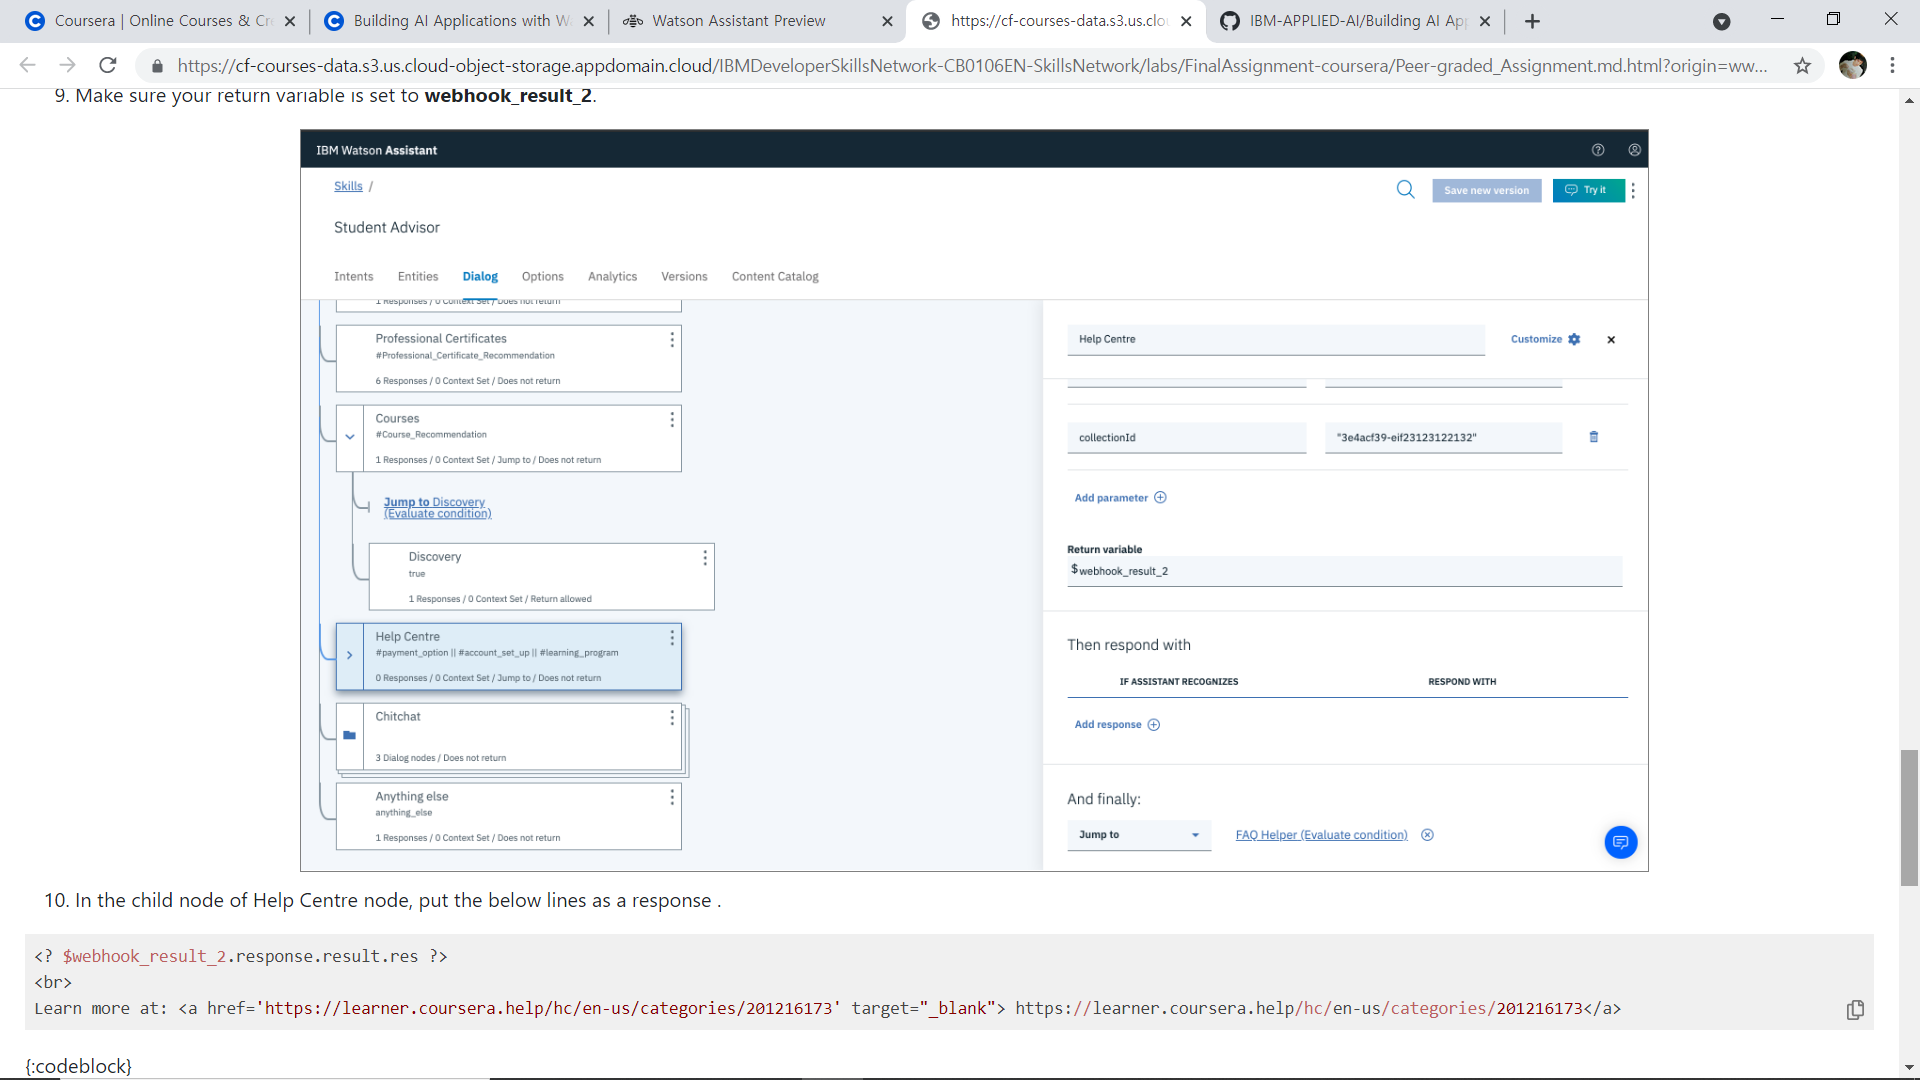 Coursera | Online Courses & Cr
Building AI Applications with W
Watson Assistant Preview
https://cf-courses-data.s3.us.clo
IBM-APPLIED-AI/Building AI Ap
https://cf-courses-data.s3.us.cloud-object-storage.appdomain.cloud/IBMDeveloperSkillsNetwork-CB0106EN-SkillsNetwork/labs/FinalAssignment-coursera/Peer-graded_Assignment.md.html?origin=ww...
9. Make sure your return variable is set to webhook_result_2.
IBM Watson Assistant
Skills /
Save new version
Try it
Student Advisor
Intents
Entities
Dialog
Options
Analytics
Versions
Content Catalog
1 Responses / 0 Context Set / Does not return
Professional Certificates
#Professional_Certificate_Recommendation
6 Responses / 0 Context Set / Does not return
Courses
#Course_Recommendation
1 Responses / 0 Context Set / Jump to / Does not return
Jump to Discovery
(Evaluate condition)
Discovery
true
1 Responses / 0 Context Set / Return allowed
Help Centre
#payment_option || #account_set_up || #learning_program
0 Responses / 0 Context Set / Jump to / Does not return
Chitchat
3 Dialog nodes / Does not return
Anything else
anything_else
1 Responses / 0 Context Set / Does not return
Help Centre
Customize
collectionId
"3e4acf39-eif23123122132"
Add parameter
Return variable
$webhook_result_2
Then respond with
IF ASSISTANT RECOGNIZES
RESPOND WITH
Add response
And finally:
Jump to
FAQ Helper (Evaluate condition)
10. In the child node of Help Centre node, put the below lines as a response .
<? $webhook_result_2.response.result.res ?>
<br>
Learn more at: <a href='https://learner.coursera.help/hc/en-us/categories/201216173' target="_blank"> https://learner.coursera.help/hc/en-us/categories/201216173</a>
{:codeblock}